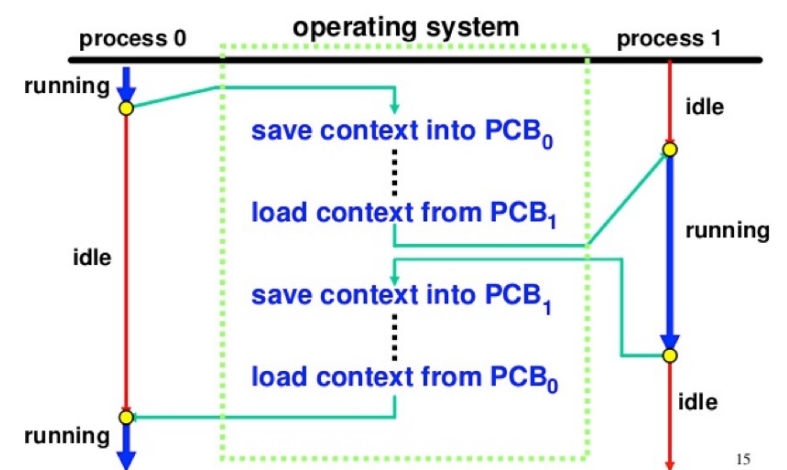 operating system
process 0
process 1
running
idle
save context into PCB0
load context from PCB1
running
idle
save context into PCB1
load context from PCB0
idle
running
15